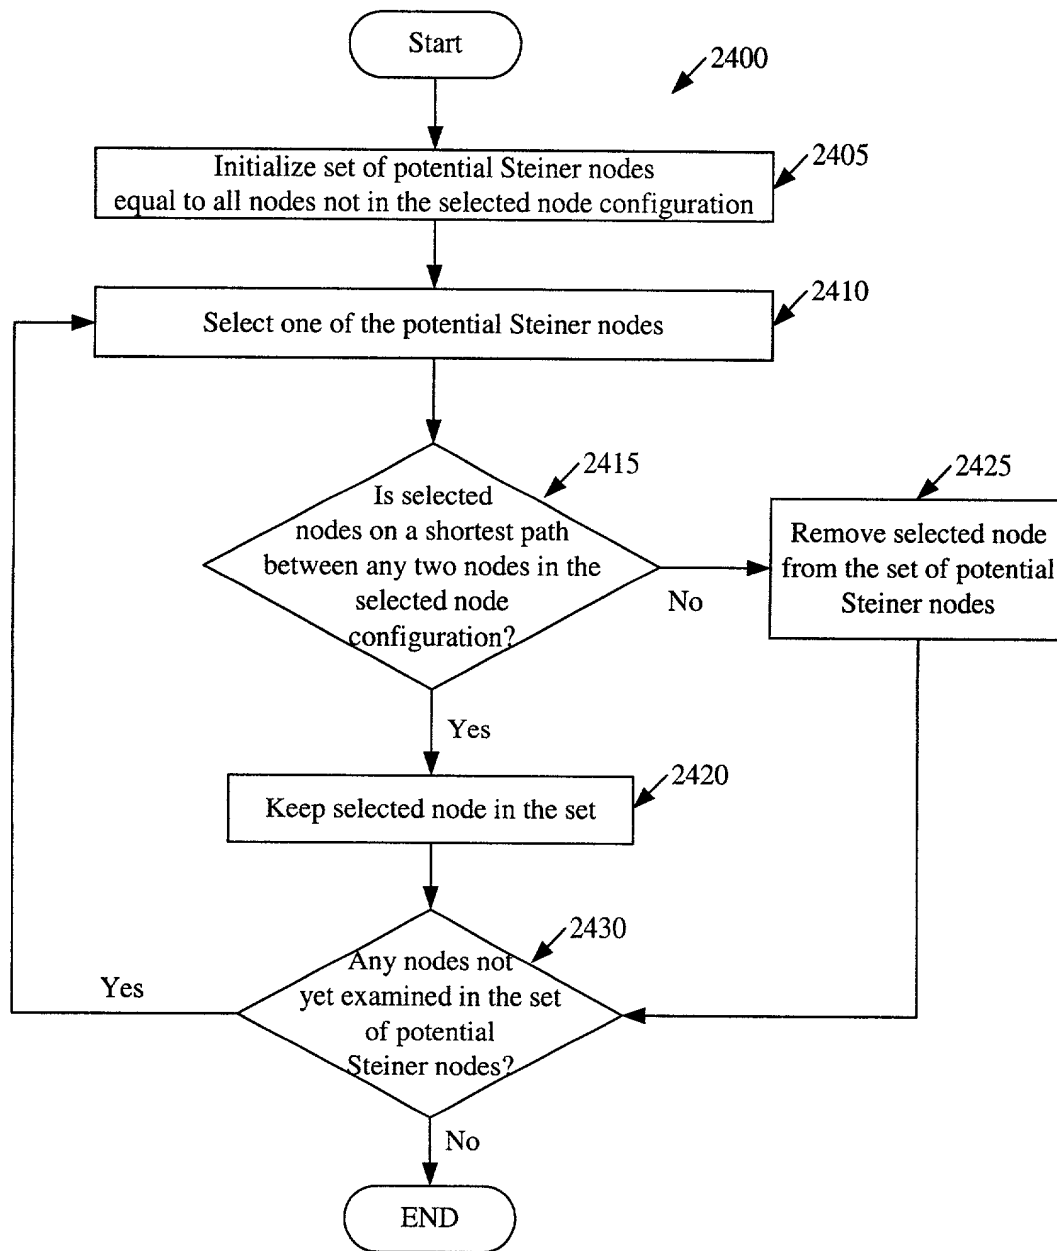 Start
2400
2405
Initialize set of potential Steiner nodes
equal to all nodes not in the selected node configuration
2410
Select one of the potential Steiner nodes
2415
Is selected
nodes on a shortest path
between any two nodes in the
selected node
configuration?
No
2425
Remove selected node
from the set of potential
Steiner nodes
Yes
2420
Keep selected node in the set
2430
Any nodes not
yet examined in the set
of potential
Steiner nodes?
Yes
No
END